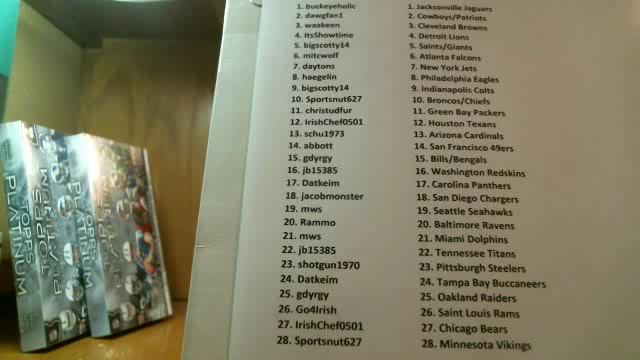 1. buckeyeholic
2. dawgfan1
3. waakeen
4. ItsShowtime
5. bigscotty14
6. mitcwolf
7. daytons
8. haegelin
9. bigscotty14
10. Sportsnut627
11. christudfur
12. IrishChef0501
13. schu1973
14. abbott
15. gdyrgy
16. jb15385
17. Datkeim
18. jacobmonster
19. mws
20. Rammo
21. mws
22. jb15385
23. shotgun1970
24. Datkeim
25. gdyrgy
26. Go4Irish
27. IrishChef0501
28. Sportsnut627
1. Jacksonville Jaguars
2. Cowboys/Patriots
3. Cleveland Browns
4. Detroit Lions
5. Saints/Giants
6. Atlanta Falcons
7. New York Jets
8. Philadelphia Eagles
9. Indianapolis Colts
10. Broncos/Chiefs
11. Green Bay Packers
12. Houston Texans
13. Arizona Cardinals
14. San Francisco 49ers
15. Bills/Bengals
16. Washington Redskins
17. Carolina Panthers
18. San Diego Chargers
19. Seattle Seahawks
20. Baltimore Ravens
21. Miami Dolphins
22. Tennessee Titans
23. Pittsburgh Steelers
24. Tampa Bay Buccaneers
25. Oakland Raiders
26. Saint Louis Rams
27. Chicago Bears
28. Minnesota Vikings
TOPPS
PLATINUM
TOPPS
PLATINUM